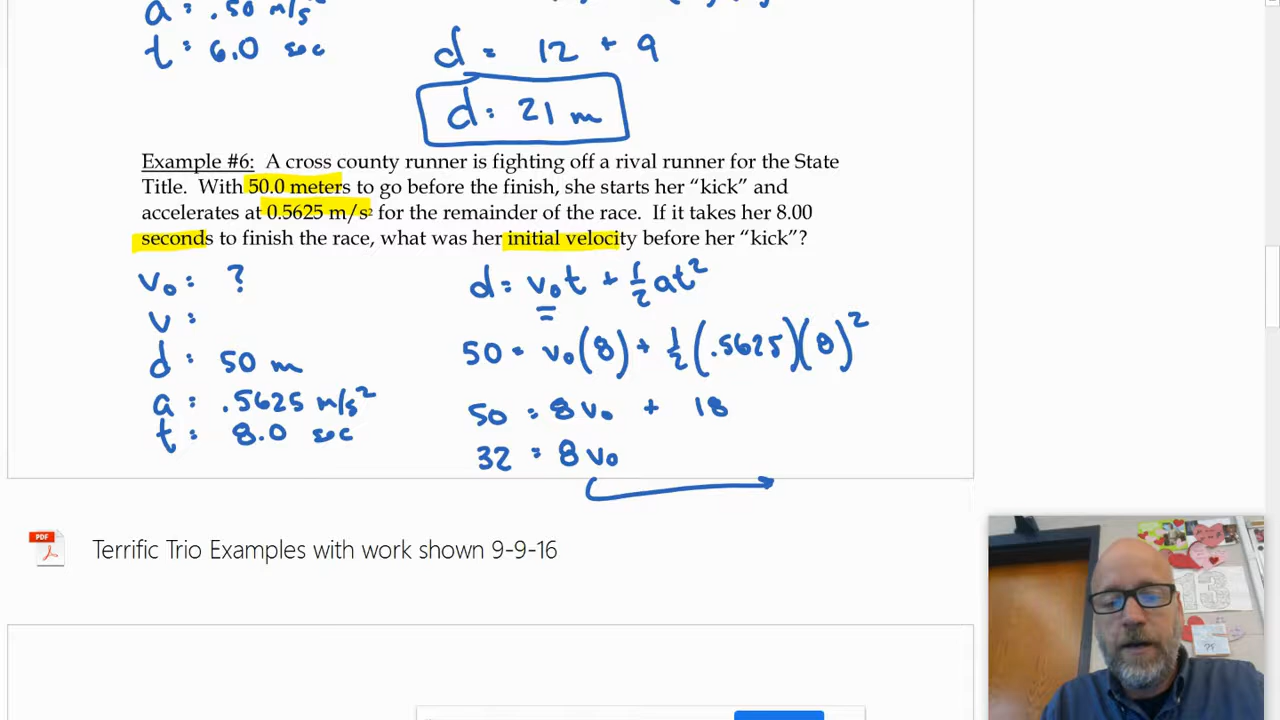 a : .50 m/s²
t : 6.0 sec
d = 12 + 9
d = 21 m
Example #6: A cross county runner is fighting off a rival runner for the State
Title. With 50.0 meters to go before the finish, she starts her “kick” and
accelerates at 0.5625 m/s² for the remainder of the race. If it takes her 8.00
seconds to finish the race, what was her initial velocity before her “kick”?
v₀ : ?
v :
d : 50 m
a : .5625 m/s²
t : 8.0 sec
d = v₀t + ½at²
50 = v₀(8) + ½(.5625)(8)²
50 = 8v₀ + 18
32 = 8v₀
PDF
Terrific Trio Examples with work shown 9-9-16
13